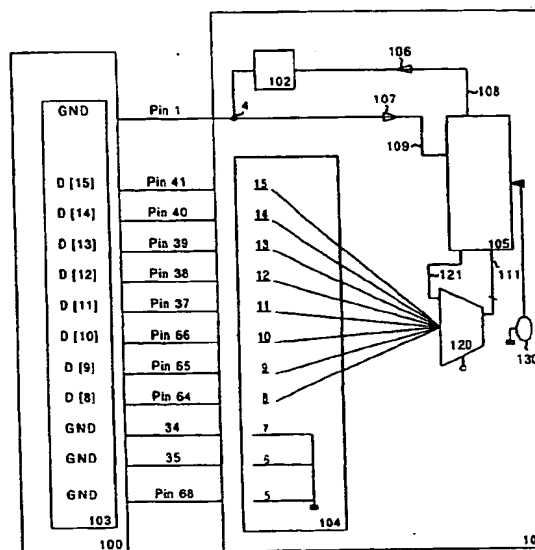 106
102
4
107
108
109
GND Pin 1
D [15] Pin 41 15
D [14] Pin 40 14
D [13] Pin 39 13
D [12] Pin 38 12
D [11] Pin 37 11
D [10] Pin 66 10
D [9] Pin 65 9
D [8] Pin 64 8
GND 34 7
GND 35 6
GND Pin 68 5
105
121
111
120
130
103
104
100